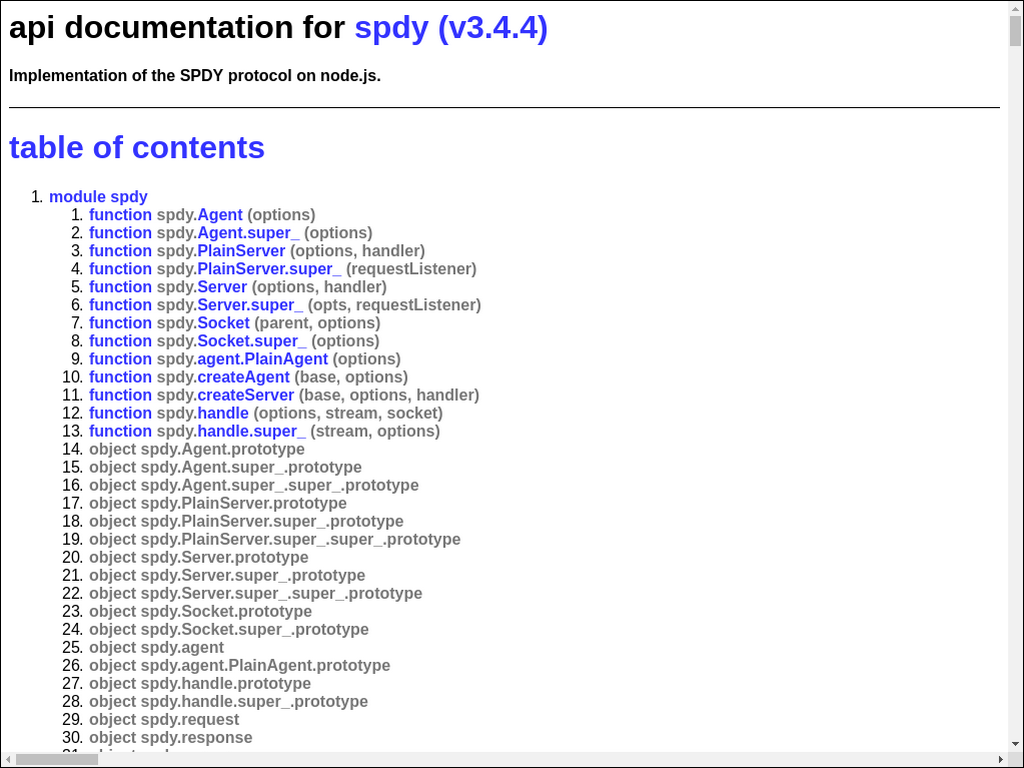 api documentation for spdy (v3.4.4)
Implementation of the SPDY protocol on node.js.
table of contents
1. module spdy
1. function spdy.Agent (options)
2. function spdy.Agent.super_ (options)
3. function spdy.PlainServer (options, handler)
4. function spdy.PlainServer.super_ (requestListener)
5. function spdy.Server (options, handler)
6. function spdy.Server.super_ (opts, requestListener)
7. function spdy.Socket (parent, options)
8. function spdy.Socket.super_ (options)
9. function spdy.agent.PlainAgent (options)
10. function spdy.createAgent (base, options)
11. function spdy.createServer (base, options, handler)
12. function spdy.handle (options, stream, socket)
13. function spdy.handle.super_ (stream, options)
14. object spdy.Agent.prototype
15. object spdy.Agent.super_.prototype
16. object spdy.Agent.super_.super_.prototype
17. object spdy.PlainServer.prototype
18. object spdy.PlainServer.super_.prototype
19. object spdy.PlainServer.super_.super_.prototype
20. object spdy.Server.prototype
21. object spdy.Server.super_.prototype
22. object spdy.Server.super_.super_.prototype
23. object spdy.Socket.prototype
24. object spdy.Socket.super_.prototype
25. object spdy.agent
26. object spdy.agent.PlainAgent.prototype
27. object spdy.handle.prototype
28. object spdy.handle.super_.prototype
29. object spdy.request
30. object spdy.response